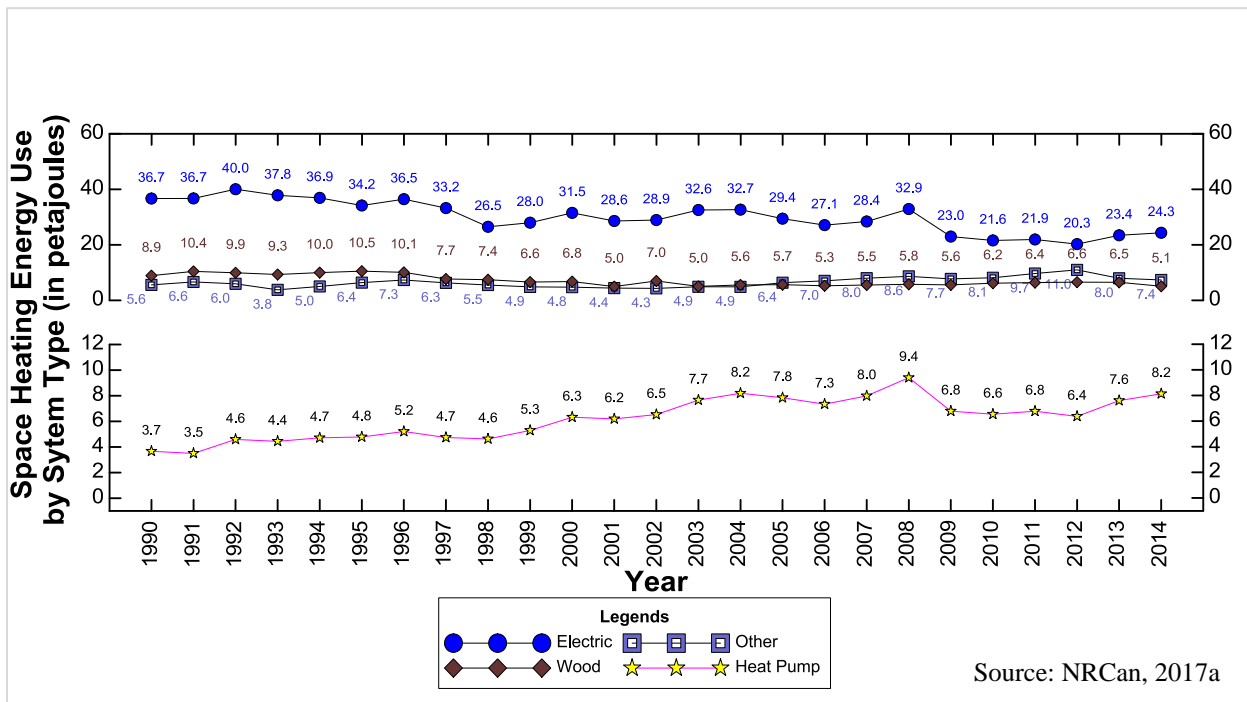 Space Heating Energy Use
by Sytem Type (in petajoules)
60 60
36.7 36.7 40.0 37.8 36.9 34.2 36.5 33.2 26.5 28.0 31.5 28.6 28.9 32.6 32.7 29.4 27.1 28.4 32.9 23.0 21.6 21.9 20.3 23.4 24.3
40 40
20 20
8.9 10.4 9.9 9.3 10.0 10.5 10.1 7.7 7.4 6.6 6.8 5.0 7.0 5.0 5.6 5.7 5.3 5.5 5.8 5.6 6.2 6.4 6.6 6.5 5.1
0 0
5.6 6.6 6.0 3.8 5.0 6.4 7.3 6.3 5.5 4.9 4.8 4.4 4.3 4.9 4.9 6.4 7.0 8.0 8.6 7.7 8.1 9.7 11.0 8.0 7.4
12 12
10 10
8 8
6 6
4 4
2 2
0 0
3.7 3.5 4.6 4.4 4.7 4.8 5.2 4.7 4.6 5.3 6.3 6.2 6.5 7.7 8.2 7.8 7.3 8.0 9.4 6.8 6.6 6.8 6.4 7.6 8.2
1990 1991 1992 1993 1994 1995 1996 1997 1998 1999 2000 2001 2002 2003 2004 2005 2006 2007 2008 2009 2010 2011 2012 2013 2014
Year
Legends
Electric Other
Wood Heat Pump
Source: NRCan, 2017a